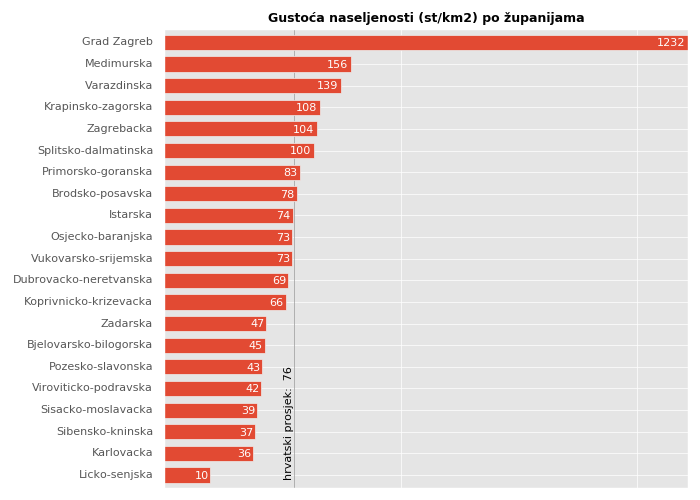 Gustoća naseljenosti (st/km2) po županijama
Grad Zagreb 1232
Medimurska 156
Varazdinska 139
Krapinsko-zagorska 108
Zagrebacka 104
Splitsko-dalmatinska 100
Primorsko-goranska 83
Brodsko-posavska 78
Istarska 74
Osjecko-baranjska 73
Vukovarsko-srijemska 73
Dubrovacko-neretvanska 69
Koprivnicko-krizevacka 66
Zadarska 47
Bjelovarsko-bilogorska 45
Pozesko-slavonska 43
Viroviticko-podravska 42
Sisacko-moslavacka 39
Sibensko-kninska 37
Karlovacka 36
Licko-senjska 10
hrvatski prosjek: 76